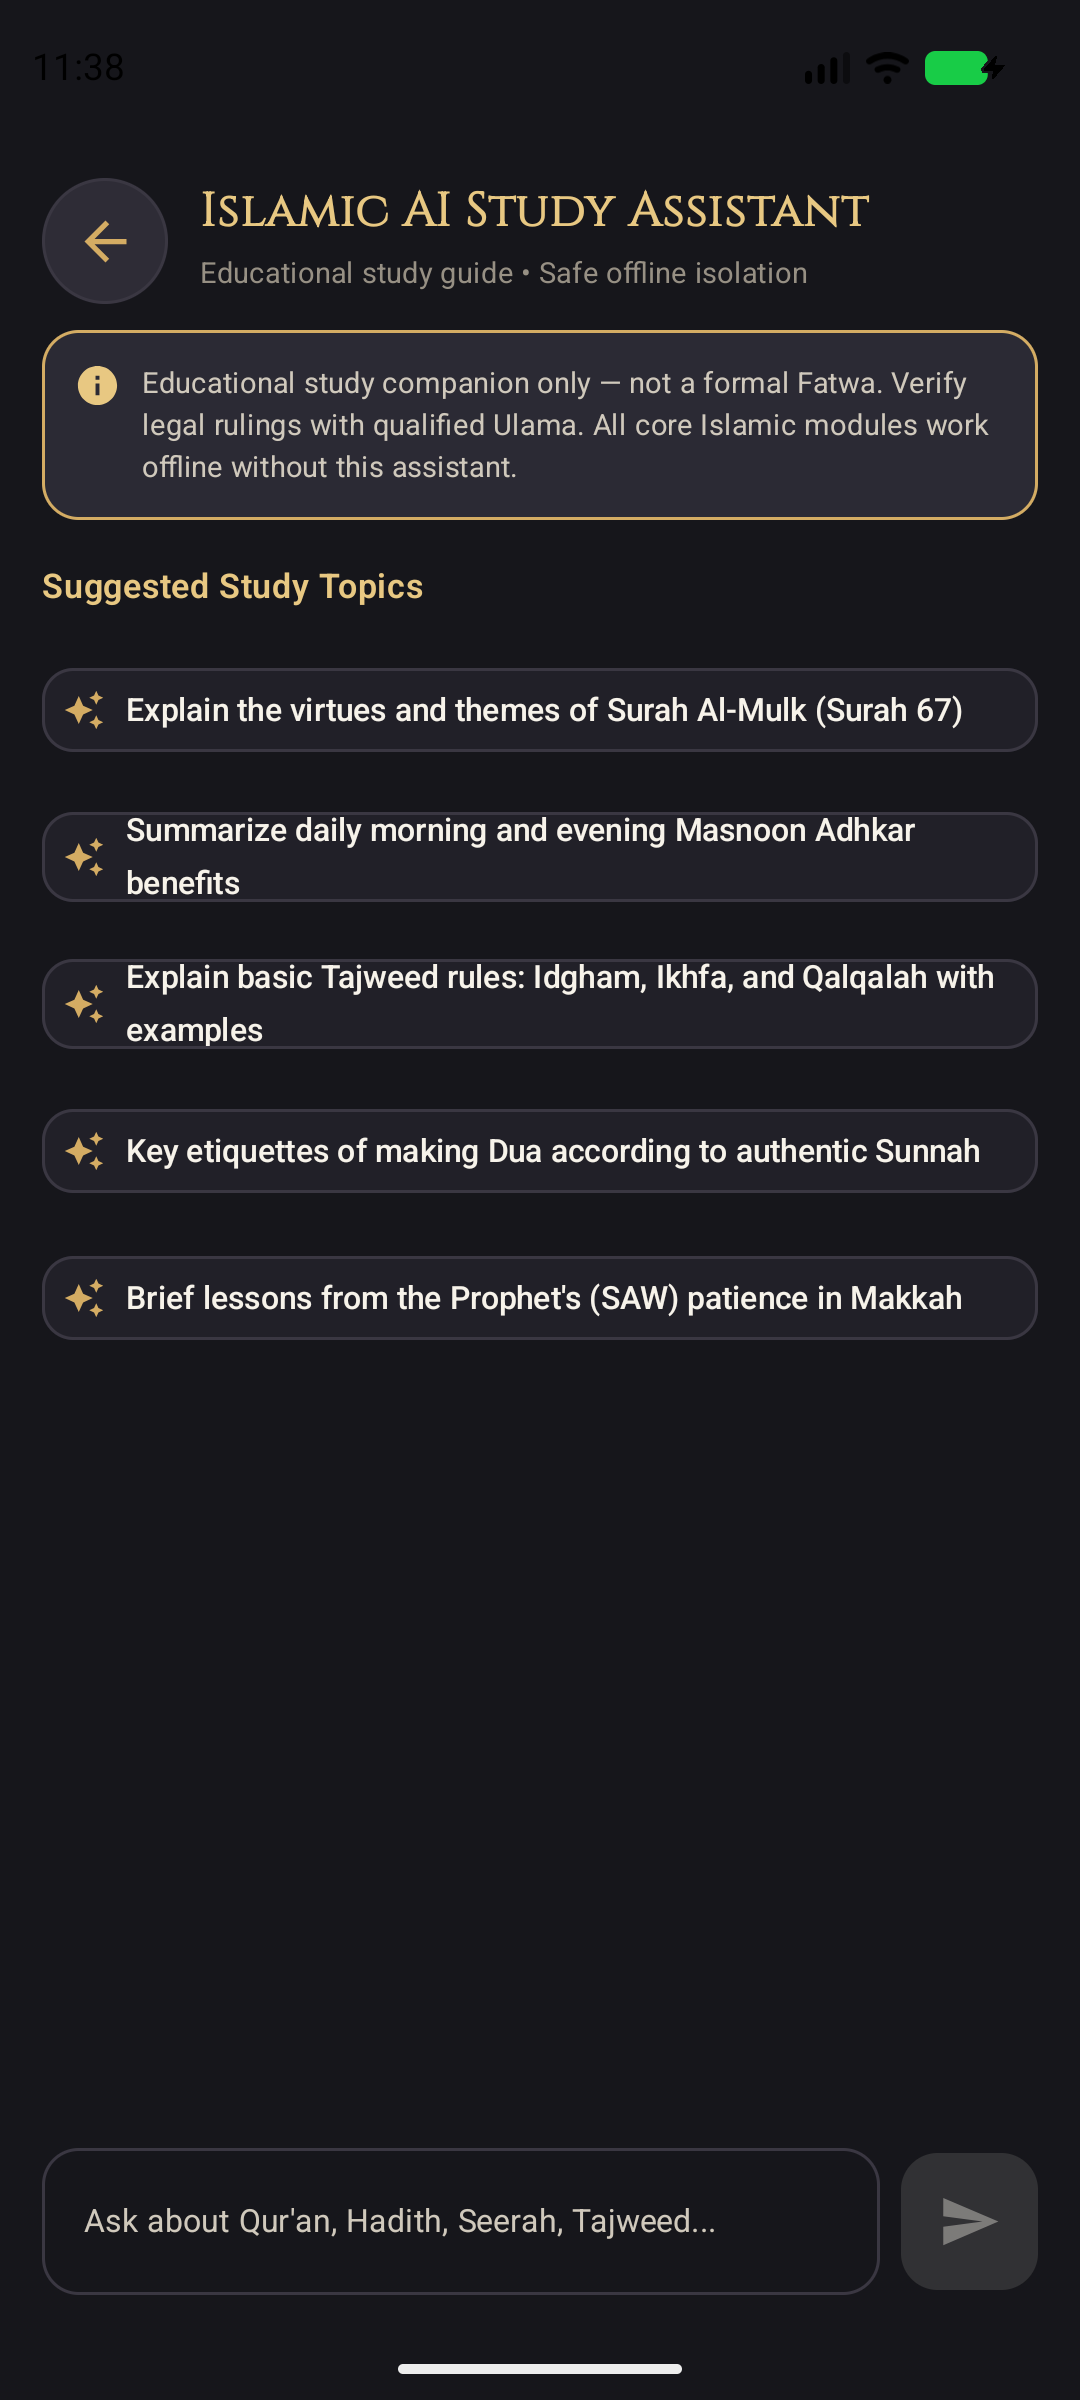 11:38
Islamic AI Study Assistant
Educational study guide • Safe offline isolation
Educational study companion only — not a formal Fatwa. Verify
legal rulings with qualified Ulama. All core Islamic modules work
offline without this assistant.
Suggested Study Topics
Explain the virtues and themes of Surah Al-Mulk (Surah 67)
Summarize daily morning and evening Masnoon Adhkar
benefits
Explain basic Tajweed rules: Idgham, Ikhfa, and Qalqalah with
examples
Key etiquettes of making Dua according to authentic Sunnah
Brief lessons from the Prophet's (SAW) patience in Makkah
Ask about Qur'an, Hadith, Seerah, Tajweed...